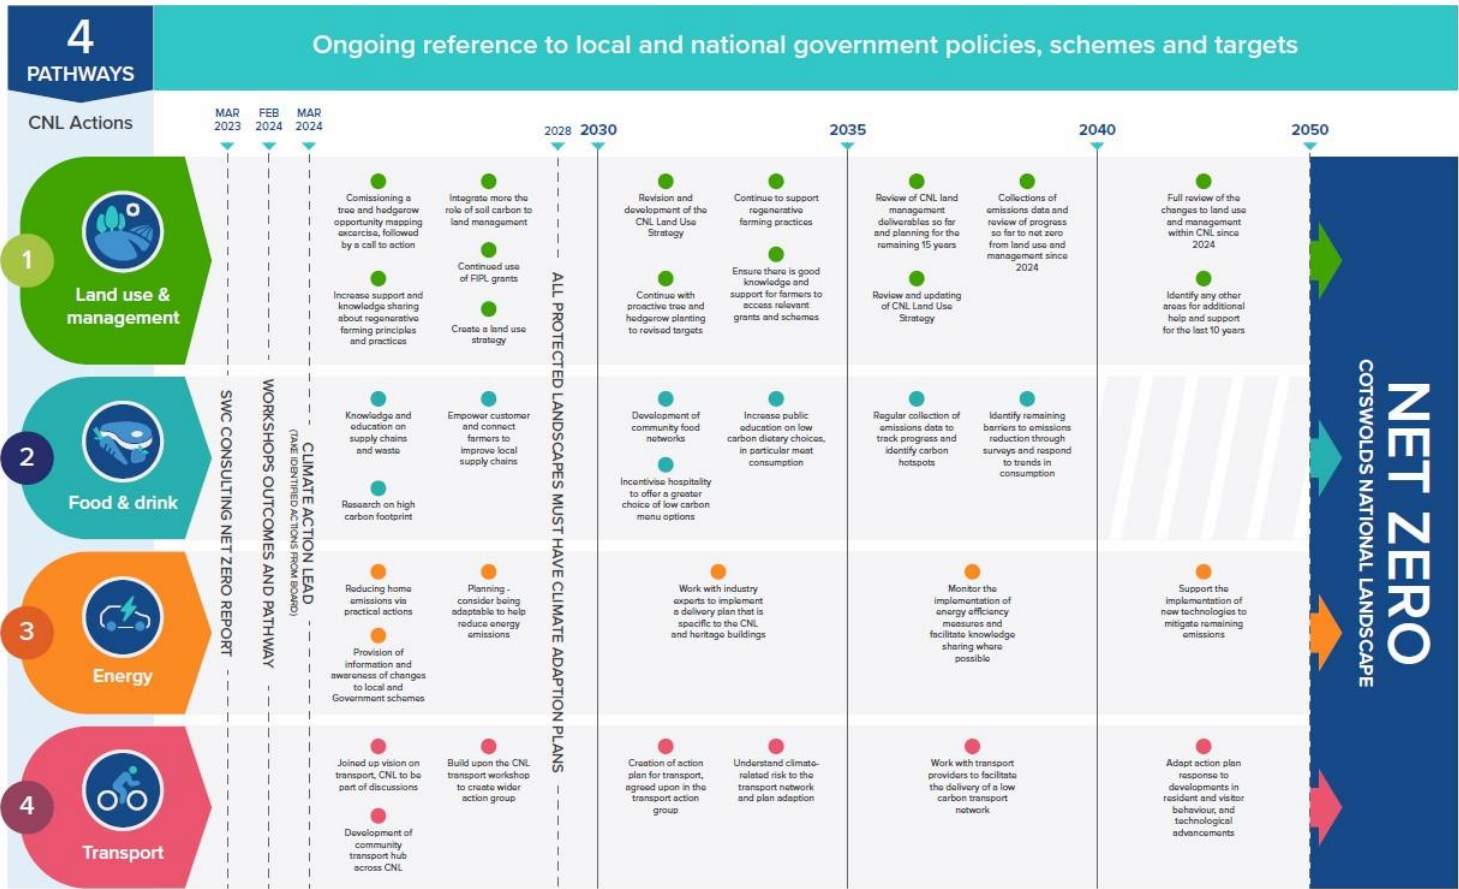 4
PATHWAYS
Ongoing reference to local and national government policies, schemes and targets
CNL Actions
MAR
2023
FEB
2024
MAR
2024
2028
2030
2035
2040
2050
1
Land use &
management
Comissioning a
tree and hedgerow
opportunity mapping
excercise, followed
by a call to action
Increase support and
knowledge sharing
about regenerative
farming principles
and practices
Integrate more the
role of soil carbon to
land management
Continued use
of FIPL grants
Create a land use
strategy
Revision and
development of the
CNL Land Use
Strategy
Continue with
proactive tree and
hedgerow planting
to revised targets
Continue to support
regenerative
farming practices
Ensure there is good
knowledge and
support for farmers to
access relevant
grants and schemes
Review of CNL land
management
deliverables so far
and planning for the
remaining 15 years
Review and updating
of CNL Land Use
Strategy
Collections of
emissions data and
review of progress
so far to net zero
from land use and
management since
2024
Full review of the
changes to land use
and management
within CNL since
2024
Identify any other
areas for additional
help and support
for the last 10 years
2
Food & drink
Knowledge and
education on
supply chains
and waste
Research on high
carbon footprint
Empower customer
and connect
farmers to
improve local
supply chains
Development of
community food
networks
Incentivise hospitality
to offer a greater
choice of low carbon
menu options
Increase public
education on low
carbon dietary choices,
in particular meat
consumption
Regular collection of
emissions data to
track progress and
identify carbon
hotspots
Identify remaining
barriers to emissions
reduction through
surveys and respond
to trends in
consumption
3
Energy
Reducing home
emissions via
practical actions
Provision of
information and
awareness of changes
to local and
Government schemes
Planning -
consider being
adaptable to help
reduce energy
emissions
Work with industry
experts to implement
a delivery plan that is
specific to the CNL
and heritage buildings
Monitor the
implementation of
energy efficiency
measures and
facilitate knowledge
sharing where
possible
Support the
implementation of
new technologies to
mitigate remaining
emissions
4
Transport
Joined up vision on
transport, CNL to be
part of discussions
Development of
community
transport hub
across CNL
Build upon the CNL
transport workshop
to create wider
action group
Creation of action
plan for transport,
agreed upon in the
transport action
group
Understand climate-
related risk to the
transport network
and plan adaption
Work with transport
providers to facilitate
the delivery of a low
carbon transport
network
Adapt action plan
response to
developments in
resident and visitor
behaviour, and
technological
advancements
SWC CONSULTING NET ZERO REPORT
WORKSHOPS OUTCOMES AND PATHWAY
CLIMATE ACTION LEAD
(TAKE IDENTIFIED ACTIONS FROM BOARD)
ALL PROTECTED LANDSCAPES MUST HAVE CLIMATE ADAPTION PLANS
NET ZERO
COTSWOLDS NATIONAL LANDSCAPE